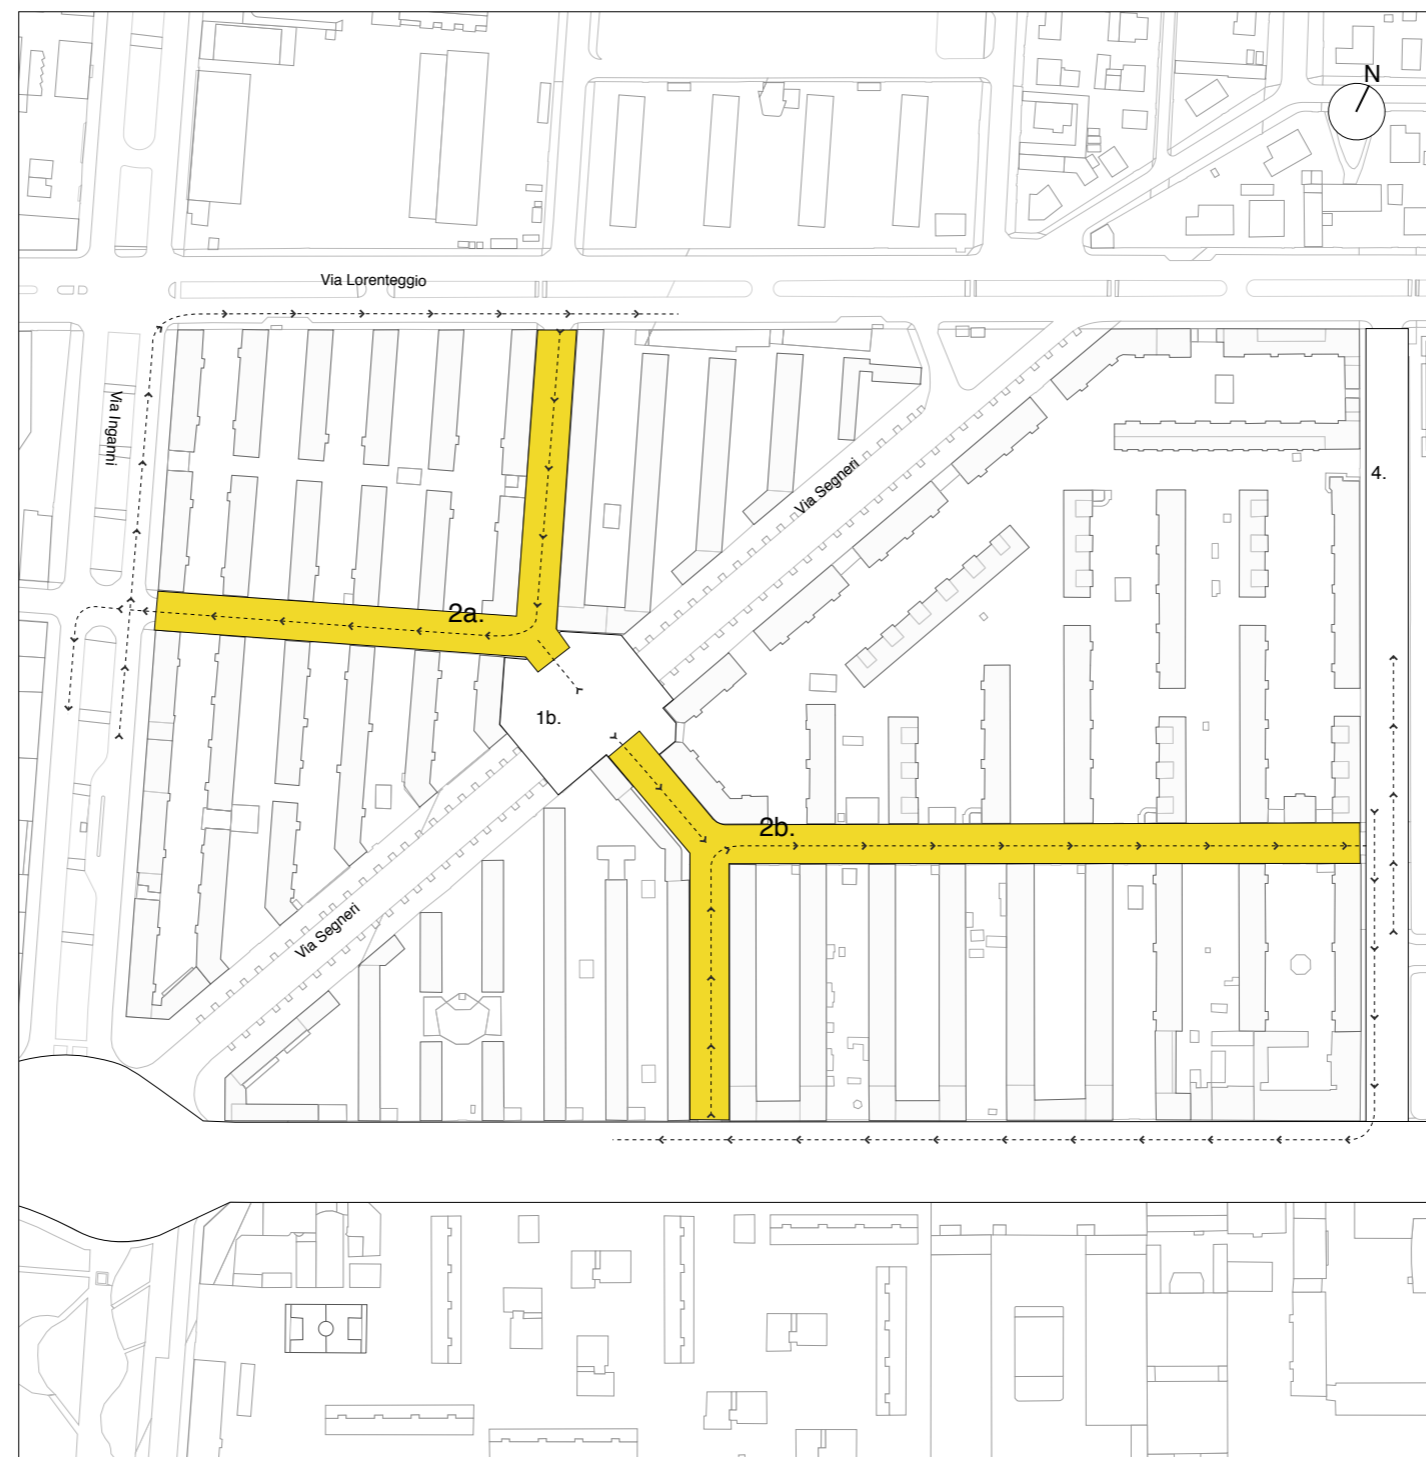 N
Via Lorenteggio
Via Inganni
Via Segneri
4.
2a.
1b.
2b.
Via Segneri